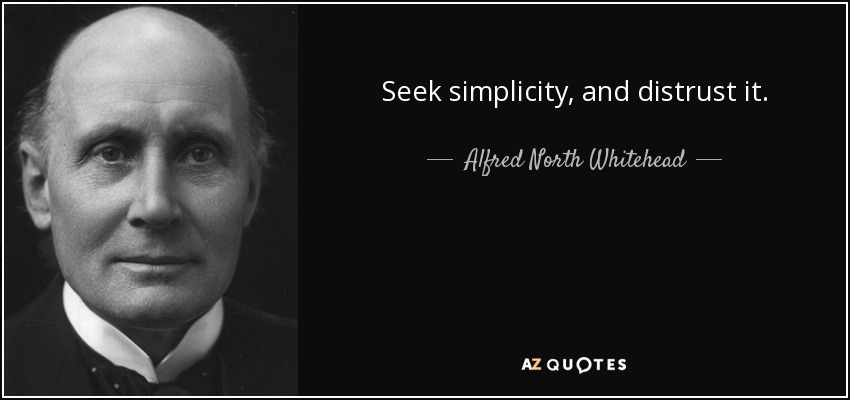 Seek simplicity, and distrust it.
Alfred North Whitehead
AZ QUOTES